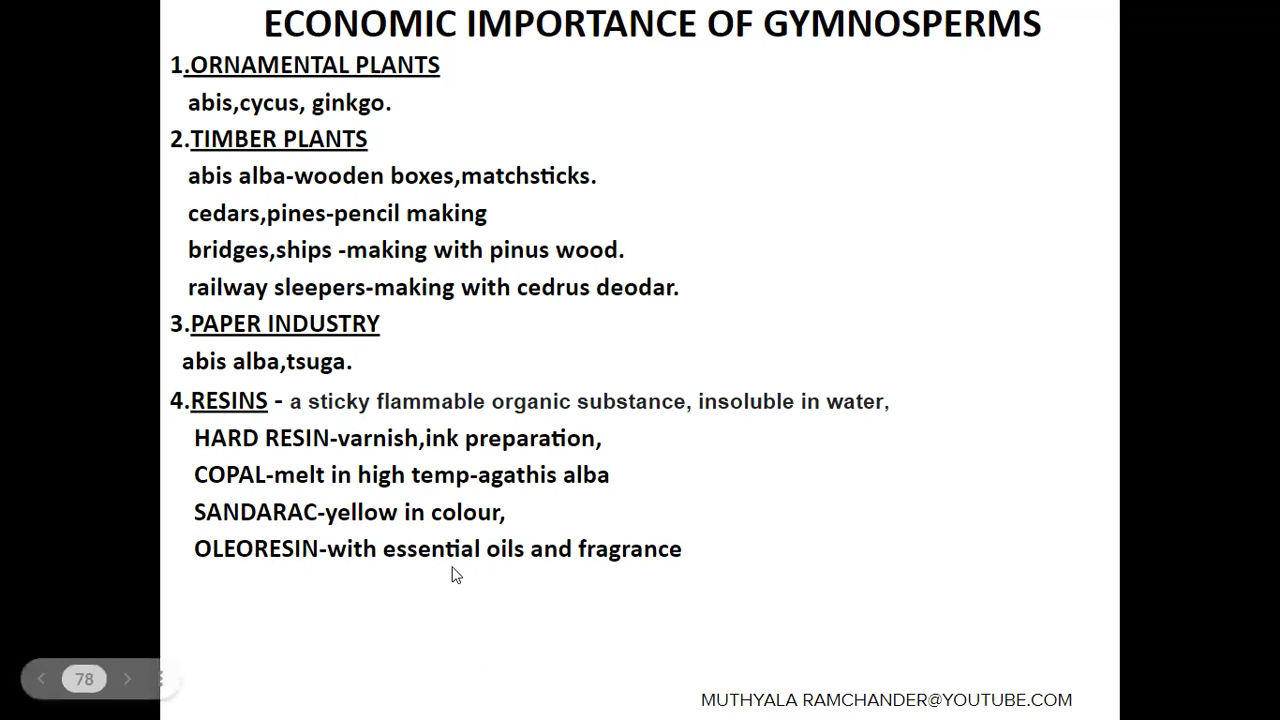 ECONOMIC IMPORTANCE OF GYMNOSPERMS
1.ORNAMENTAL PLANTS
abis,cycus, ginkgo.
2.TIMBER PLANTS
abis alba-wooden boxes,matchsticks.
cedars,pines-pencil making
bridges,ships -making with pinus wood.
railway sleepers-making with cedrus deodar.
3.PAPER INDUSTRY
abis alba,tsuga.
4.RESINS - a sticky flammable organic substance, insoluble in water,
HARD RESIN-varnish,ink preparation,
COPAL-melt in high temp-agathis alba
SANDARAC-yellow in colour,
OLEORESIN-with essential oils and fragrance
78
MUTHYALA RAMCHANDER@YOUTUBE.COM